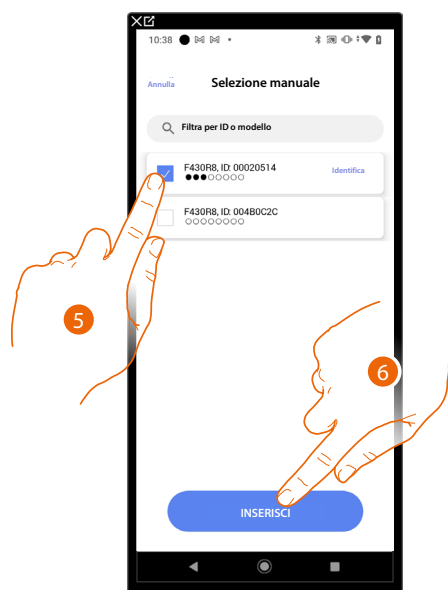 10:38
Annulla
Selezione manuale
Filtra per ID o modello
F430R8, ID: 00020514
Identifica
F430R8, ID: 004B0C2C
5
6
INSERISCI